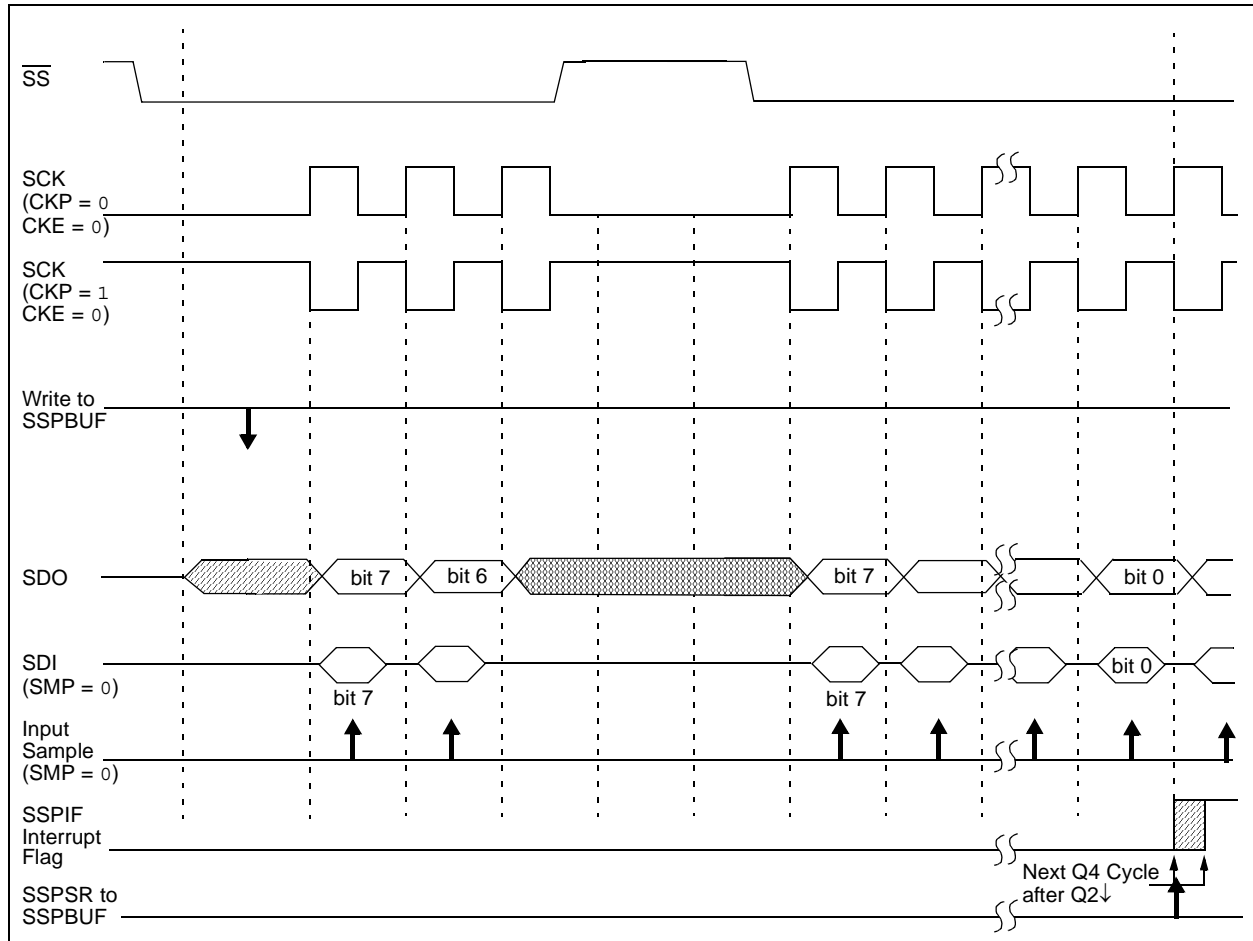 SS
SCK
(CKP = 0
CKE = 0)
SCK
(CKP = 1
CKE = 0)
Write to
SSPBUF
SDO
bit 7
bit 6
bit 7
bit 0
SDI
(SMP = 0)
bit 7
bit 7
bit 0
Input
Sample
(SMP = 0)
SSPIF
Interrupt
Flag
Next Q4 Cycle
after Q2↓
SSPSR to
SSPBUF